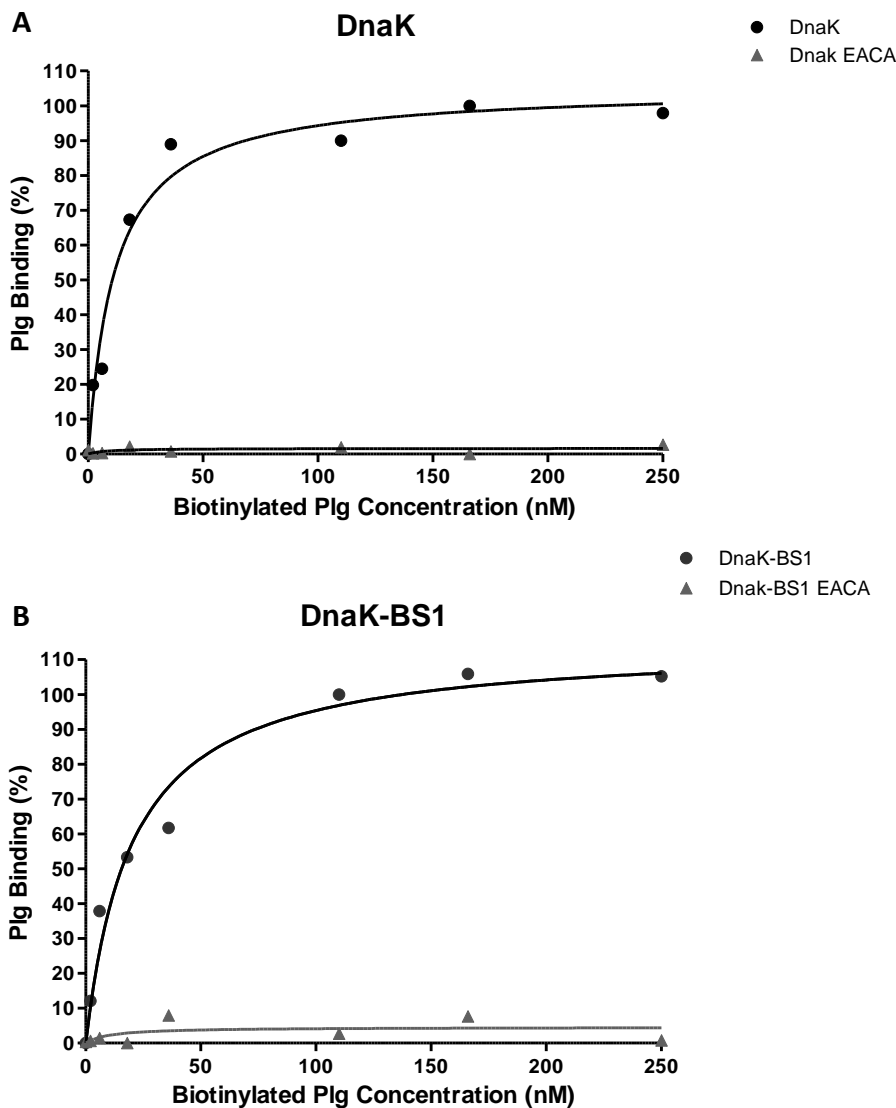 A
DnaK
DnaK
Dnak EACA
110
100
90
80
70
60
50
40
30
20
10
0
Plg Binding (%)
0 50 100 150 200 250
Biotinylated Plg Concentration (nM)
DnaK-BS1
Dnak-BS1 EACA
B
DnaK-BS1
110
100
90
80
70
60
50
40
30
20
10
0
Plg Binding (%)
0 50 100 150 200 250
Biotinylated Plg Concentration (nM)